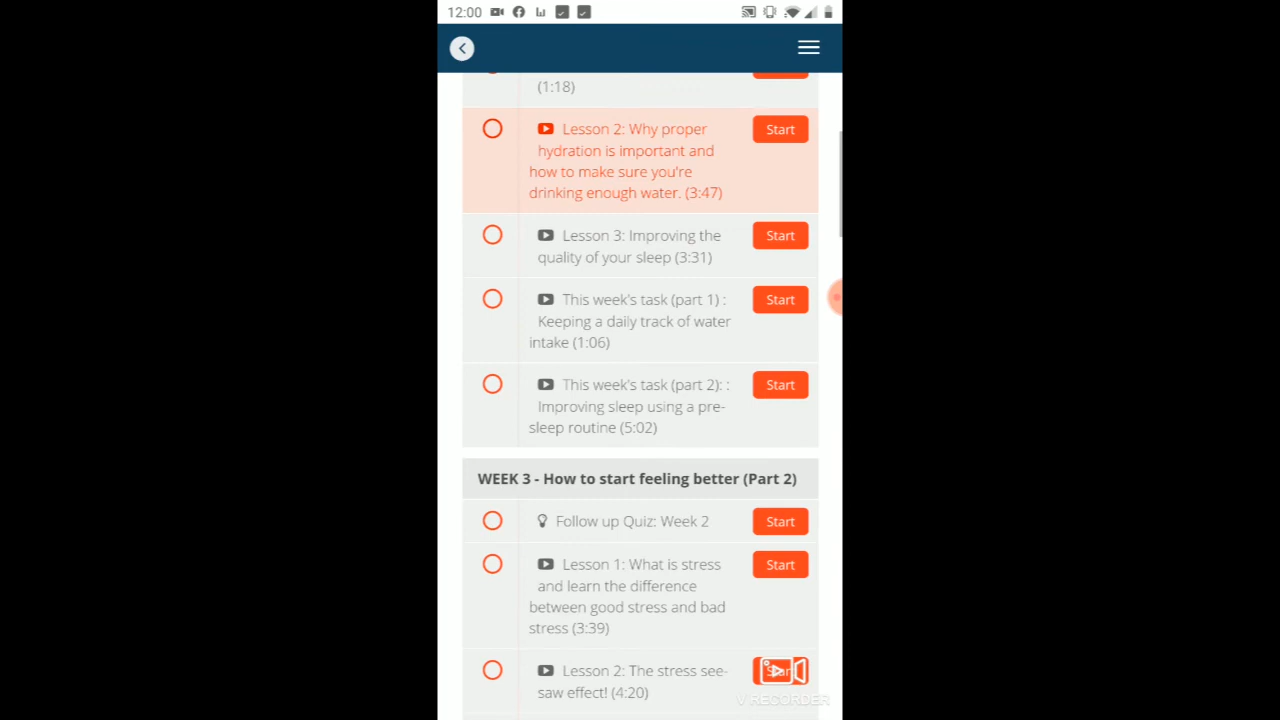 12:00
(1:18)
Lesson 2: Why proper
hydration is important and
how to make sure you're
drinking enough water. (3:47)
Start
Lesson 3: Improving the
quality of your sleep (3:31)
Start
This week's task (part 1) :
Keeping a daily track of water
intake (1:06)
Start
This week's task (part 2): :
Improving sleep using a pre-
sleep routine (5:02)
Start
WEEK 3 - How to start feeling better (Part 2)
Follow up Quiz: Week 2
Start
Lesson 1: What is stress
and learn the difference
between good stress and bad
stress (3:39)
Start
Lesson 2: The stress see-
saw effect! (4:20)
V RECORDER